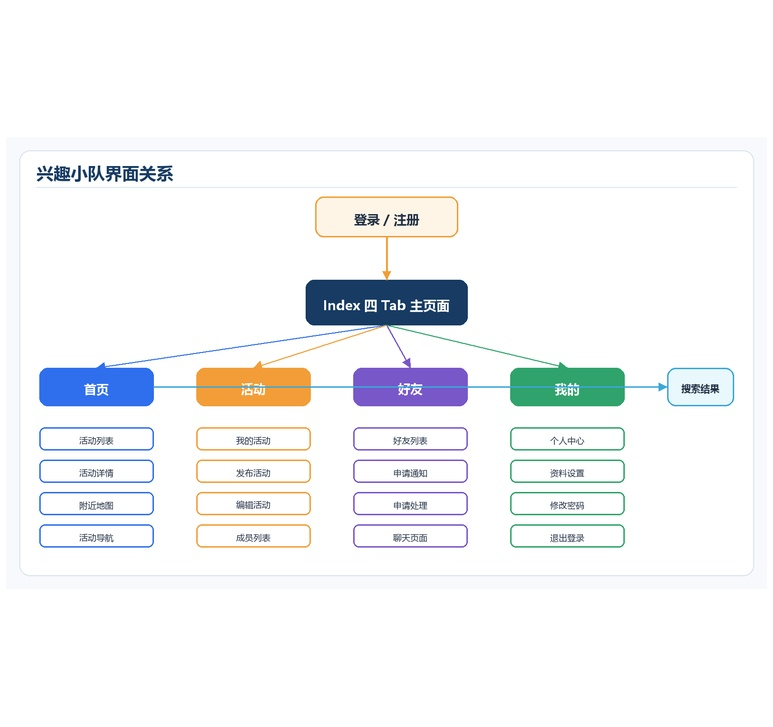 兴趣小队界面关系
登录 / 注册
Index 四 Tab 主页面
首页
活动
好友
我的
搜索结果
活动列表
我的活动
好友列表
个人中心
活动详情
发布活动
申请通知
资料设置
附近地图
编辑活动
申请处理
修改密码
活动导航
成员列表
聊天页面
退出登录